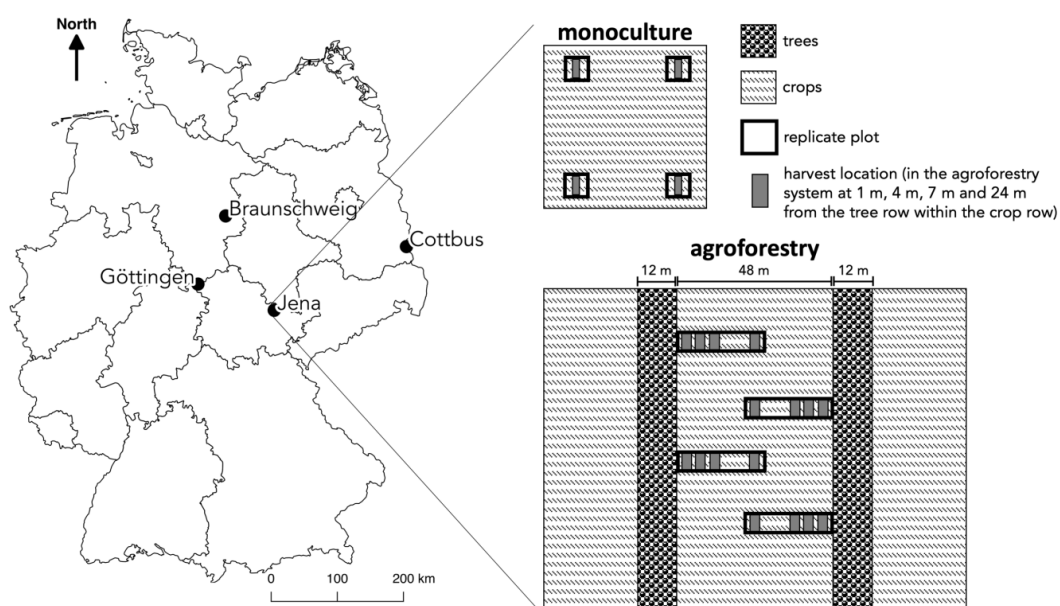 North
Braunschweig
Cottbus
Göttingen
Jena
0 100 200 km
monoculture
trees
crops
replicate plot
harvest location (in the agroforestry
system at 1 m, 4 m, 7 m and 24 m
from the tree row within the crop row)
agroforestry
12 m 48 m 12 m